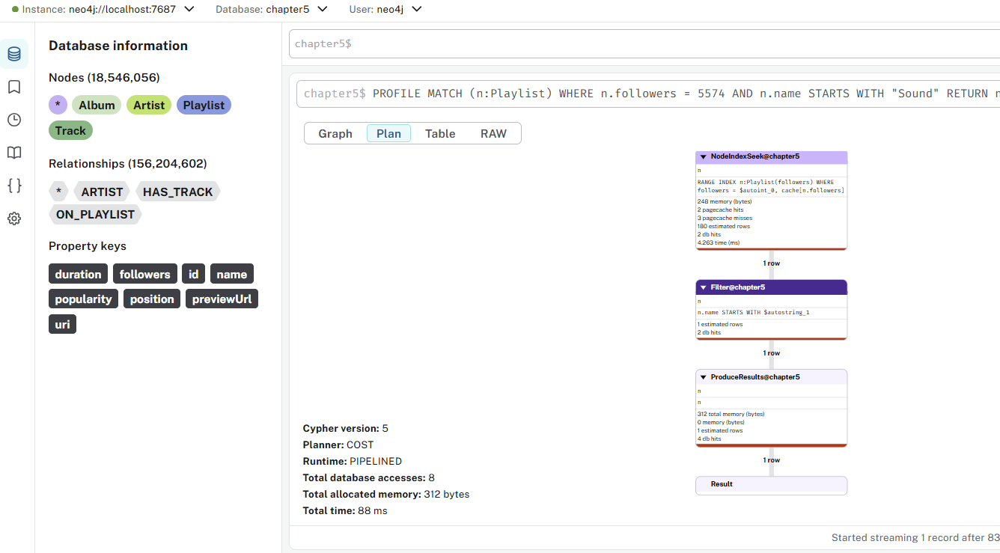 Instance: neo4j://localhost:7687 Database: chapter5 User: neo4j
Database information
Nodes (18,546,056)
* Album Artist Playlist
Track
Relationships (156,204,602)
* ARTIST HAS_TRACK
ON_PLAYLIST
Property keys
duration followers id name
popularity position previewUrl
uri
chapter5$
chapter5$ PROFILE MATCH (n:Playlist) WHERE n.followers = 5574 AND n.name STARTS WITH "Sound" RETURN n
Graph Plan Table RAW
NodeIndexSeek@chapter5
n
RANGE INDEX n:Playlist(followers) WHERE
followers = $autoint_0, cache[n.followers]
248 memory (bytes)
2 pagecache hits
3 pagecache misses
180 estimated rows
2 db hits
4.263 time (ms)
1 row
Filter@chapter5
n
n.name STARTS WITH $autostring_1
1 estimated rows
2 db hits
1 row
ProduceResults@chapter5
n
n
312 total memory (bytes)
0 memory (bytes)
1 estimated rows
4 db hits
1 row
Result
Cypher version: 5
Planner: COST
Runtime: PIPELINED
Total database accesses: 8
Total allocated memory: 312 bytes
Total time: 88 ms
Started streaming 1 record after 83